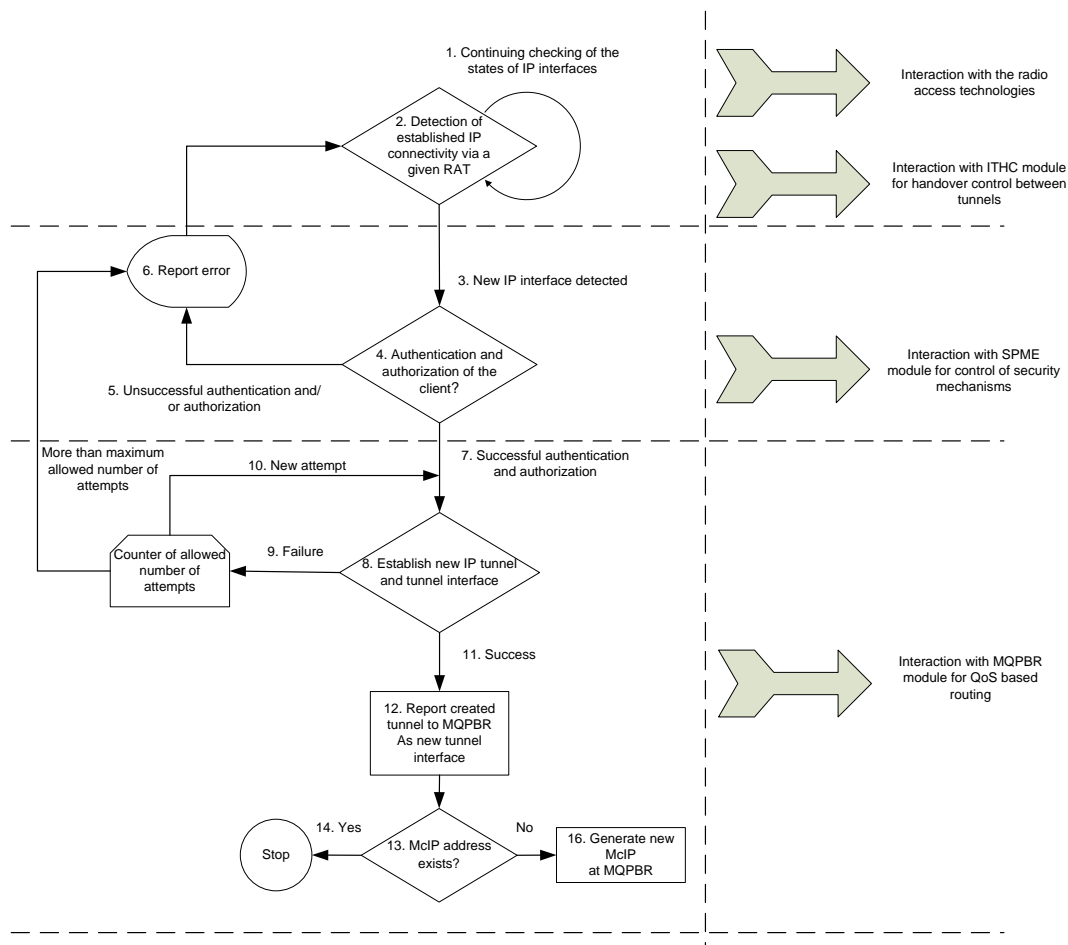 1. Continuing checking of the
states of IP interfaces
2. Detection of
established IP
connectivity via a
given RAT
Interaction with the radio
access technologies
Interaction with ITHC module
for handover control between
tunnels
6. Report error
3. New IP interface detected
4. Authentication and
authorization of the
client?
5. Unsuccessful authentication and/
or authorization
Interaction with SPME
module for control of security
mechanisms
More than maximum
allowed number of
attempts
10. New attempt
7. Successful authentication
and authorization
Counter of allowed
number of
attempts
9. Failure
8. Establish new IP tunnel
and tunnel interface
11. Success
12. Report created
tunnel to MQPBR
As new tunnel
interface
Interaction with MQPBR
module for QoS based
routing
Stop
14. Yes
13. McIP address
exists?
No
16. Generate new
McIP
at MQPBR